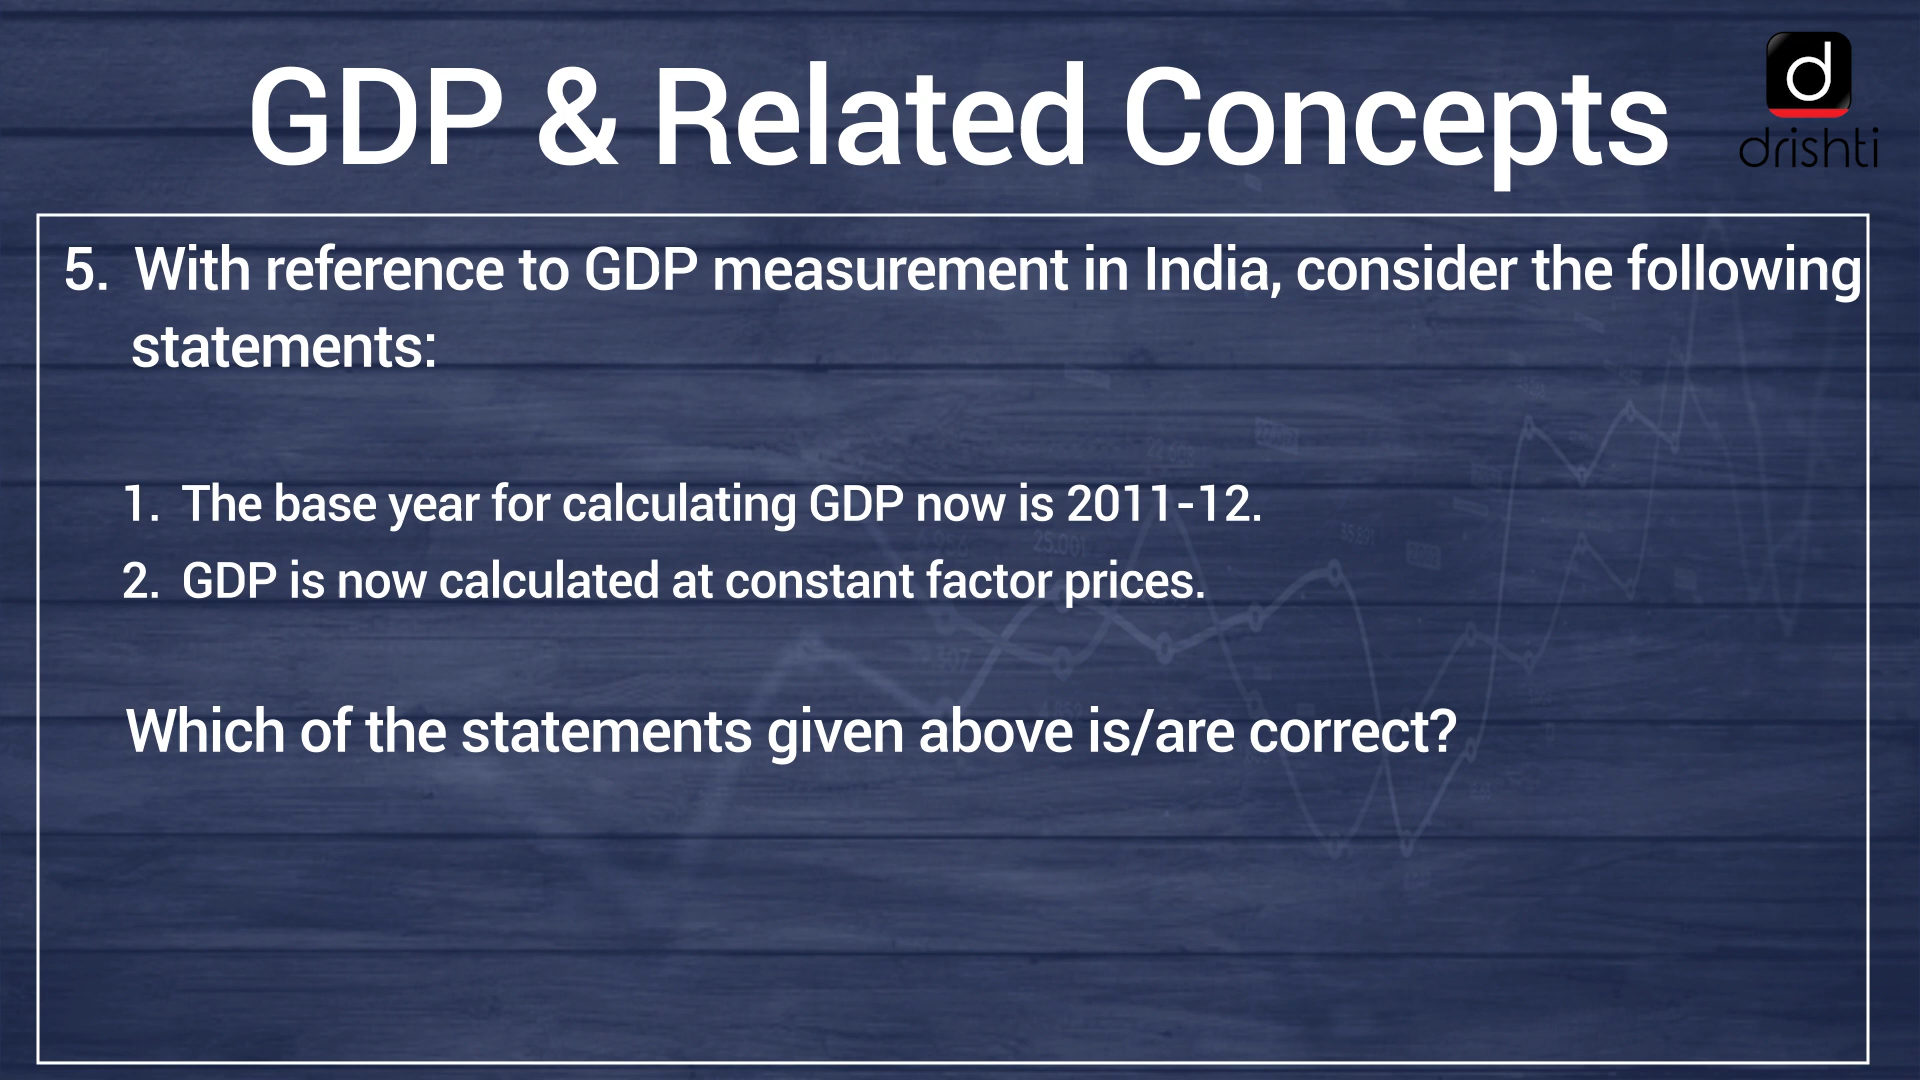 GDP & Related Concepts
drishti
5. With reference to GDP measurement in India, consider the following
statements:
1. The base year for calculating GDP now is 2011-12.
2. GDP is now calculated at constant factor prices.
Which of the statements given above is/are correct?